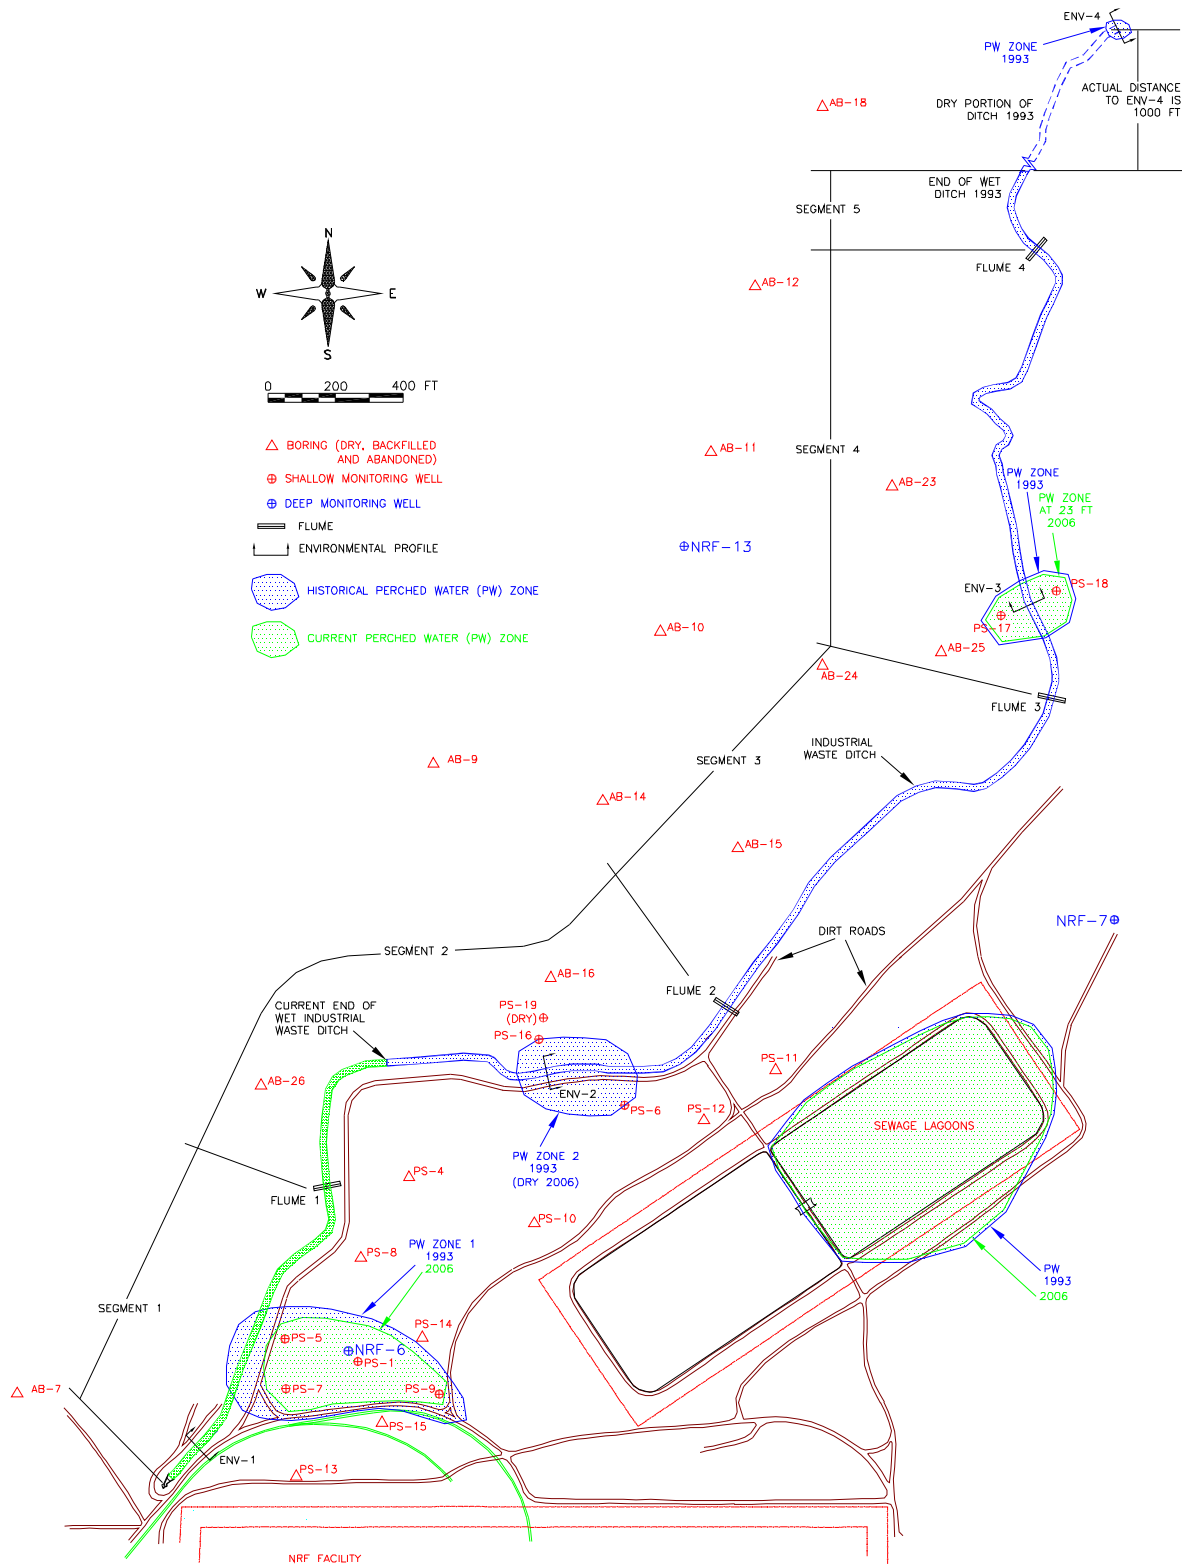 ENV-4
PW ZONE
1993
ACTUAL DISTANCE
TO ENV-4 IS
1000 FT
AB-18
DRY PORTION OF
DITCH 1993
END OF WET
DITCH 1993
SEGMENT 5
N
FLUME 4
AB-12
W
E
S
0 200 400 FT
BORING (DRY, BACKFILLED
AND ABANDONED)
SHALLOW MONITORING WELL
DEEP MONITORING WELL
FLUME
ENVIRONMENTAL PROFILE
HISTORICAL PERCHED WATER (PW) ZONE
CURRENT PERCHED WATER (PW) ZONE
AB-11
SEGMENT 4
AB-23
PW ZONE
1993
PW ZONE
AT 23 FT
2006
NRF-13
ENV-3
PS-18
PS-17
AB-10
AB-25
AB-24
FLUME 3
INDUSTRIAL
WASTE DITCH
SEGMENT 3
AB-9
AB-14
AB-15
NRF-7
DIRT ROADS
SEGMENT 2
AB-16
FLUME 2
CURRENT END OF
WET INDUSTRIAL
WASTE DITCH
PS-19
(DRY)
PS-16
PS-11
AB-26
ENV-2
PS-6
PS-12
SEWAGE LAGOONS
PW ZONE 2
1993
(DRY 2006)
PS-4
FLUME 1
PS-10
PW ZONE 1
1993
2006
PS-8
PW
1993
2006
SEGMENT 1
PS-14
PS-5
NRF-6
PS-1
AB-7
PS-7
PS-9
PS-15
ENV-1
PS-13
NRF FACILITY